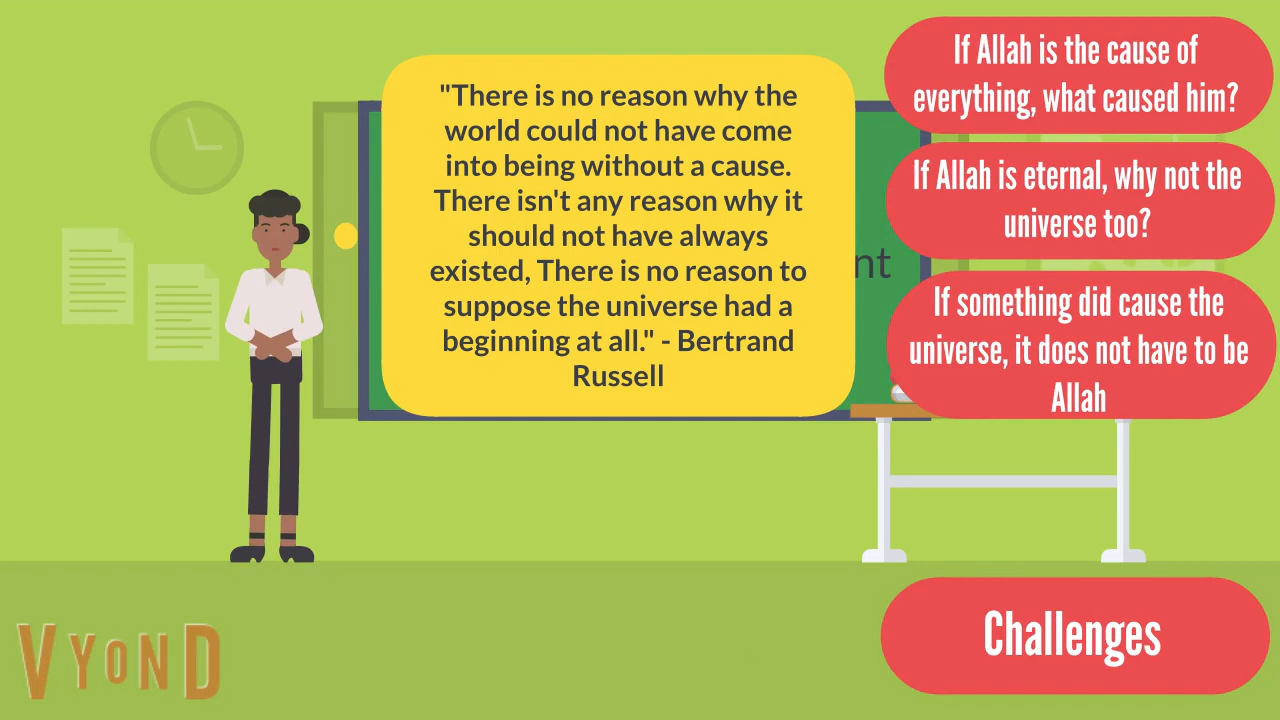 "There is no reason why the
world could not have come
into being without a cause.
There isn't any reason why it
should not have always
existed, There is no reason to
suppose the universe had a
beginning at all." - Bertrand
Russell
If Allah is the cause of
everything, what caused him?
If Allah is eternal, why not the
universe too?
If something did cause the
universe, it does not have to be
Allah
Challenges
VYOND